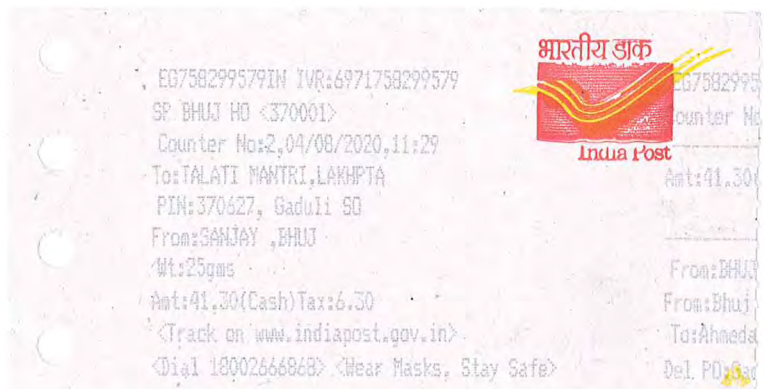 भारतीय डाक
India Post
EG758299579IN IVR:6971758299579
SP BHUJ HO <370001>
Counter No:2,04/08/2020,11:29
To:TALATI MANTRI,LAKHPTA
PIN:370627, Gaduli SO
From:SANJAY ,BHUJ
Wt:25gms
Amt:41.30(Cash)Tax:6.30
<Track on www.indiapost.gov.in>
<Dial 18002666868> <Wear Masks, Stay Safe>
EG7582995
ounter No
Amt:41.30(
From:BHUJ
From:Bhuj
To:Ahmeda
Del. PO: